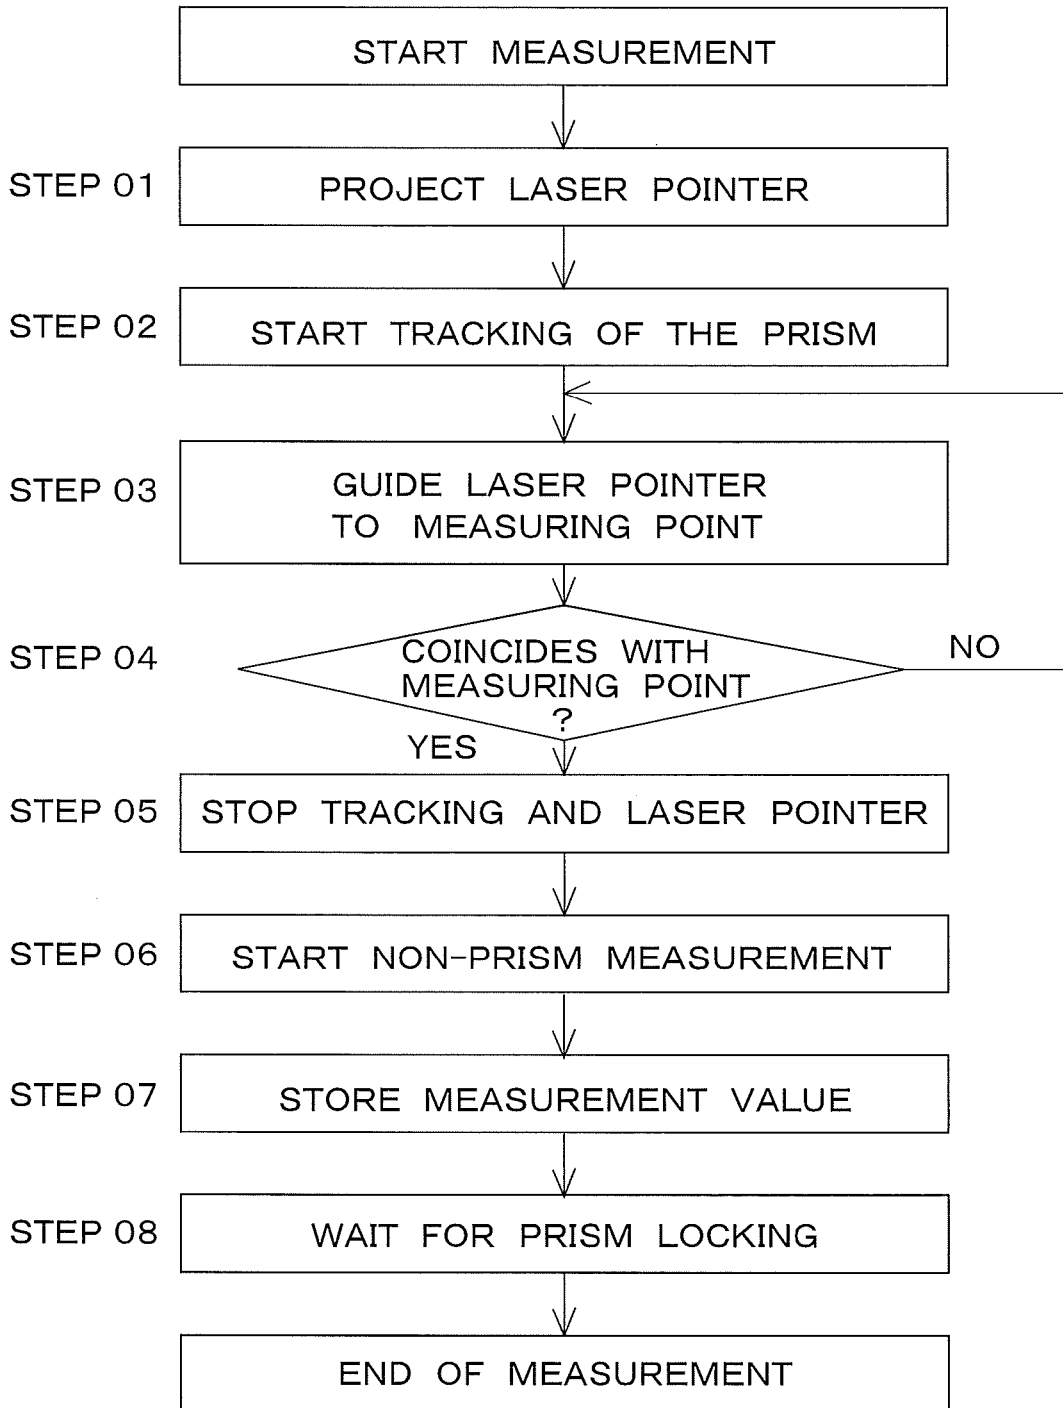 START MEASUREMENT
STEP 01
PROJECT LASER POINTER
STEP 02
START TRACKING OF THE PRISM
STEP 03
GUIDE LASER POINTER
TO MEASURING POINT
STEP 04
COINCIDES WITH
MEASURING POINT
?
NO
YES
STEP 05
STOP TRACKING AND LASER POINTER
STEP 06
START NON-PRISM MEASUREMENT
STEP 07
STORE MEASUREMENT VALUE
STEP 08
WAIT FOR PRISM LOCKING
END OF MEASUREMENT